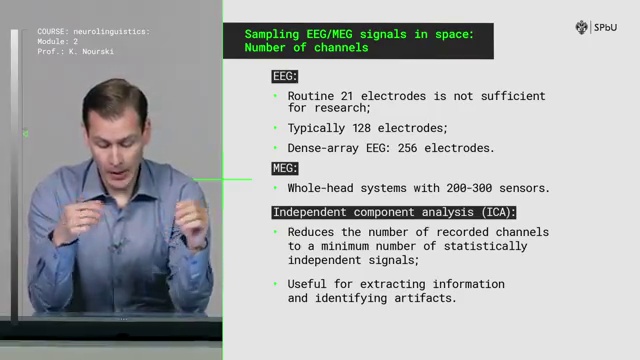 COURSE: neurolinguistics:
Module: 2
Prof.: K. Nourski
Sampling EEG/MEG signals in space:
Number of channels
SPbU
EEG:
• Routine 21 electrodes is not sufficient
for research;
• Typically 128 electrodes;
• Dense-array EEG: 256 electrodes.
MEG:
• Whole-head systems with 200-300 sensors.
Independent component analysis (ICA):
• Reduces the number of recorded channels
to a minimum number of statistically
independent signals;
• Useful for extracting information
and identifying artifacts.